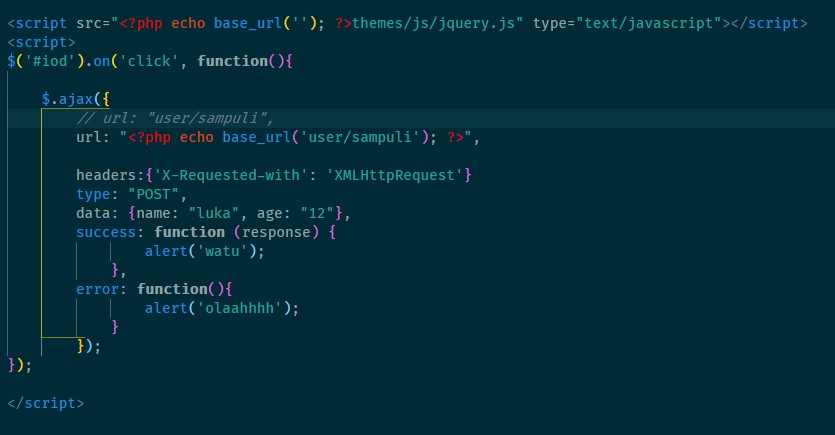 <script src="<?php echo base_url(''); ?>themes/js/jquery.js" type="text/javascript"></script>
<script>
$('#iod').on('click', function(){
$.ajax({
// url: "user/sampuli",
url: "<?php echo base_url('user/sampuli'); ?>",
headers:{'X-Requested-with': 'XMLHttpRequest'}
type: "POST",
data: {name: "luka", age: "12"},
success: function (response) {
alert('watu');
},
error: function(){
alert('olaahhhh');
}
});
});
</script>